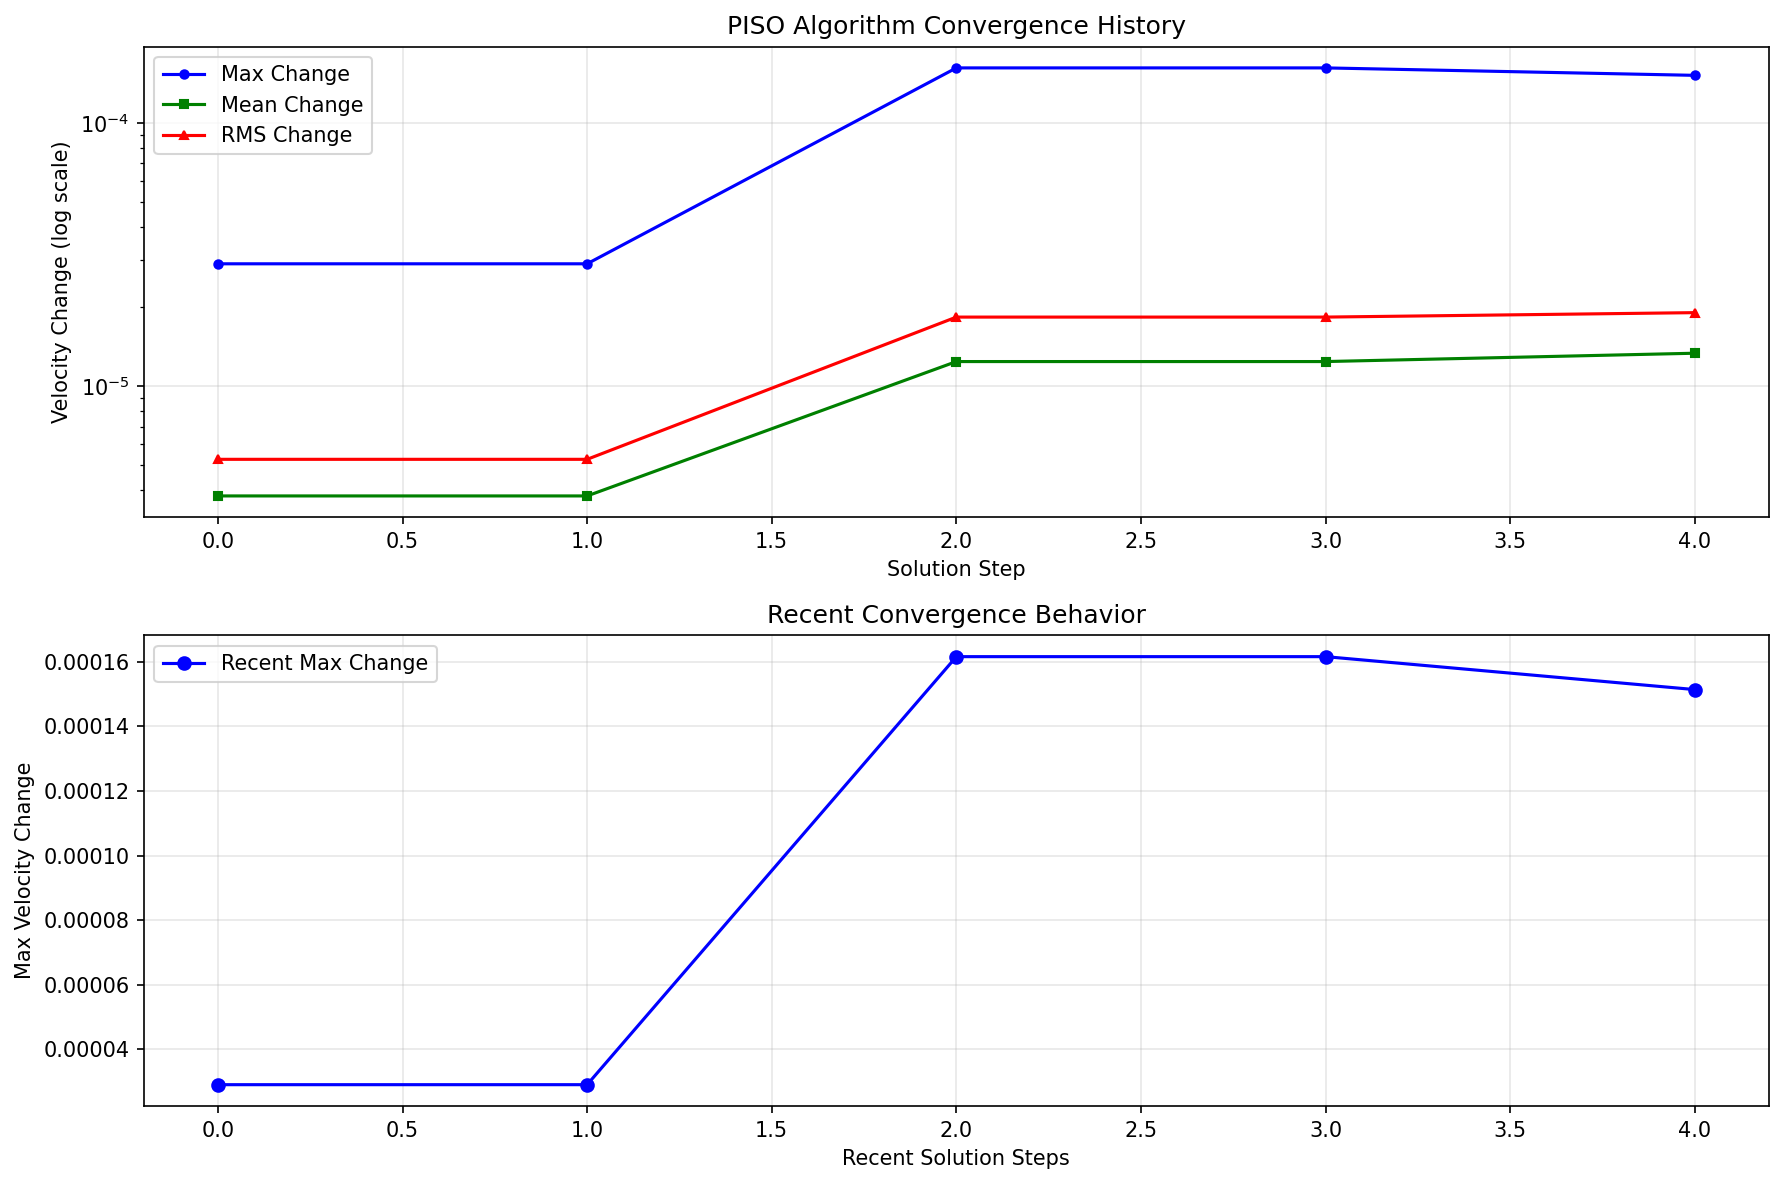 PISO Algorithm Convergence History
Max Change
Mean Change
RMS Change
Velocity Change (log scale)
10⁻⁴
10⁻⁵
0.0 0.5 1.0 1.5 2.0 2.5 3.0 3.5 4.0
Solution Step
Recent Convergence Behavior
Recent Max Change
Max Velocity Change
0.00016
0.00014
0.00012
0.00010
0.00008
0.00006
0.00004
0.0 0.5 1.0 1.5 2.0 2.5 3.0 3.5 4.0
Recent Solution Steps